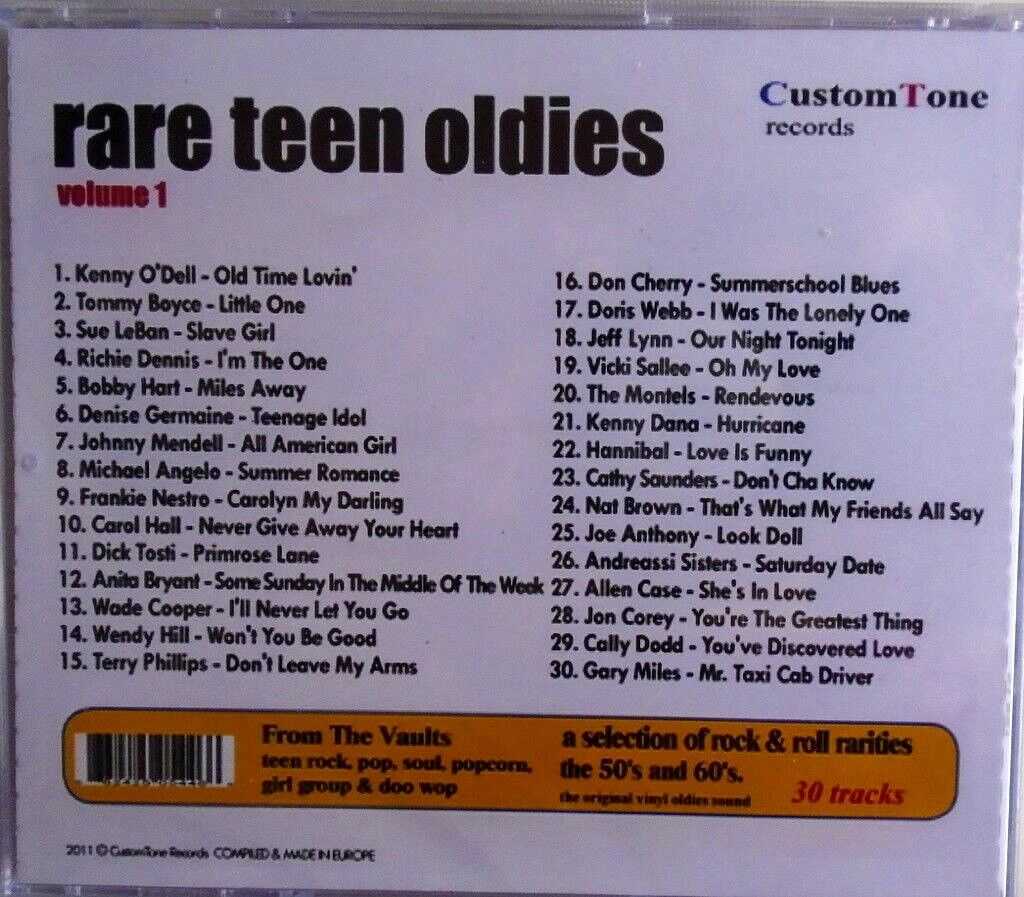 rare teen oldies
volume 1
CustomTone
records
1. Kenny O'Dell - Old Time Lovin'
2. Tommy Boyce - Little One
3. Sue LeBan - Slave Girl
4. Richie Dennis - I'm The One
5. Bobby Hart - Miles Away
6. Denise Germaine - Teenage Idol
7. Johnny Mendell - All American Girl
8. Michael Angelo - Summer Romance
9. Frankie Nestro - Carolyn My Darling
10. Carol Hall - Never Give Away Your Heart
11. Dick Tosti - Primrose Lane
12. Anita Bryant - Some Sunday In The Middle Of The Week
13. Wade Cooper - I'll Never Let You Go
14. Wendy Hill - Won't You Be Good
15. Terry Phillips - Don't Leave My Arms
16. Don Cherry - Summerschool Blues
17. Doris Webb - I Was The Lonely One
18. Jeff Lynn - Our Night Tonight
19. Vicki Sallee - Oh My Love
20. The Montels - Rendevous
21. Kenny Dana - Hurricane
22. Hannibal - Love Is Funny
23. Cathy Saunders - Don't Cha Know
24. Nat Brown - That's What My Friends All Say
25. Joe Anthony - Look Doll
26. Andreassi Sisters - Saturday Date
27. Allen Case - She's In Love
28. Jon Corey - You're The Greatest Thing
29. Cally Dodd - You've Discovered Love
30. Gary Miles - Mr. Taxi Cab Driver
From The Vaults
teen rock, pop, soul, popcorn,
girl group & doo wop
a selection of rock & roll rarities
the 50's and 60's.
the original vinyl oldies sound
30 tracks
2011 © CustomTone Records COMPILED & MADE IN EUROPE